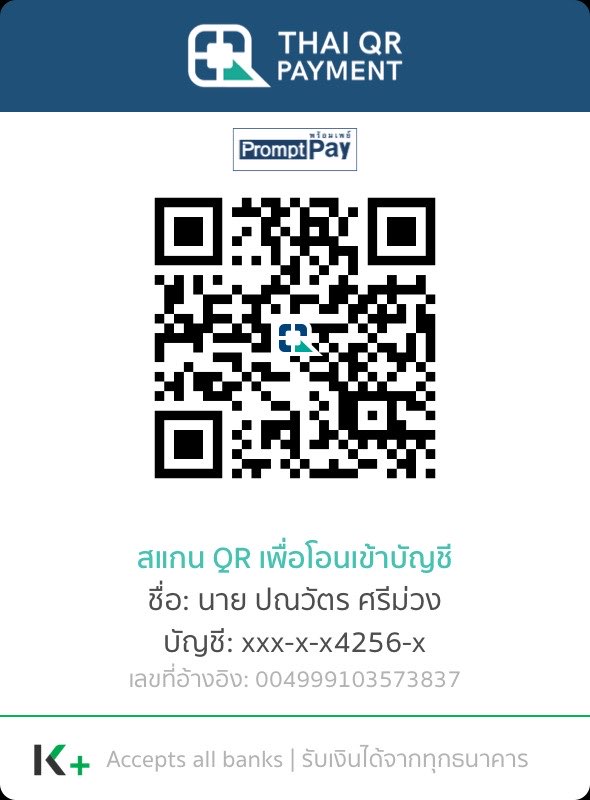 THAI QR
PAYMENT
พร้อมเพย์
PromptPay
สแกน QR เพื่อโอนเข้าบัญชี
ชื่อ: นาย ปณวัตร ศรีม่วง
บัญชี: xxx-x-x4256-x
เลขที่อ้างอิง: 004999103573837
K+ Accepts all banks | รับเงินได้จากทุกธนาคาร